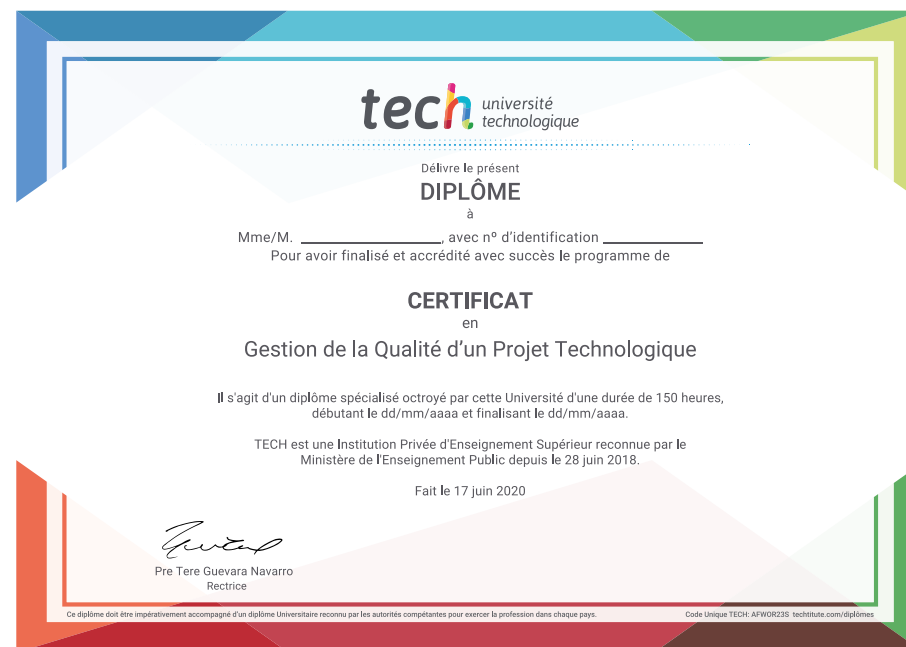 tech université
technologique
Délivre le présent
DIPLÔME
à
Mme/M. ____________________, avec nº d'identification ______________
Pour avoir finalisé et accrédité avec succès le programme de
CERTIFICAT
en
Gestion de la Qualité d'un Projet Technologique
Il s'agit d'un diplôme spécialisé octroyé par cette Université d'une durée de 150 heures,
débutant le dd/mm/aaaa et finalisant le dd/mm/aaaa.
TECH est une Institution Privée d'Enseignement Supérieur reconnue par le
Ministère de l'Enseignement Public depuis le 28 juin 2018.
Fait le 17 juin 2020
Pre Tere Guevara Navarro
Rectrice
Ce diplôme doit être impérativement accompagné d'un diplôme Universitaire reconnu par les autorités compétentes pour exercer la profession dans chaque pays.
Code Unique TECH: AFWOR23S techtitute.com/diplômes